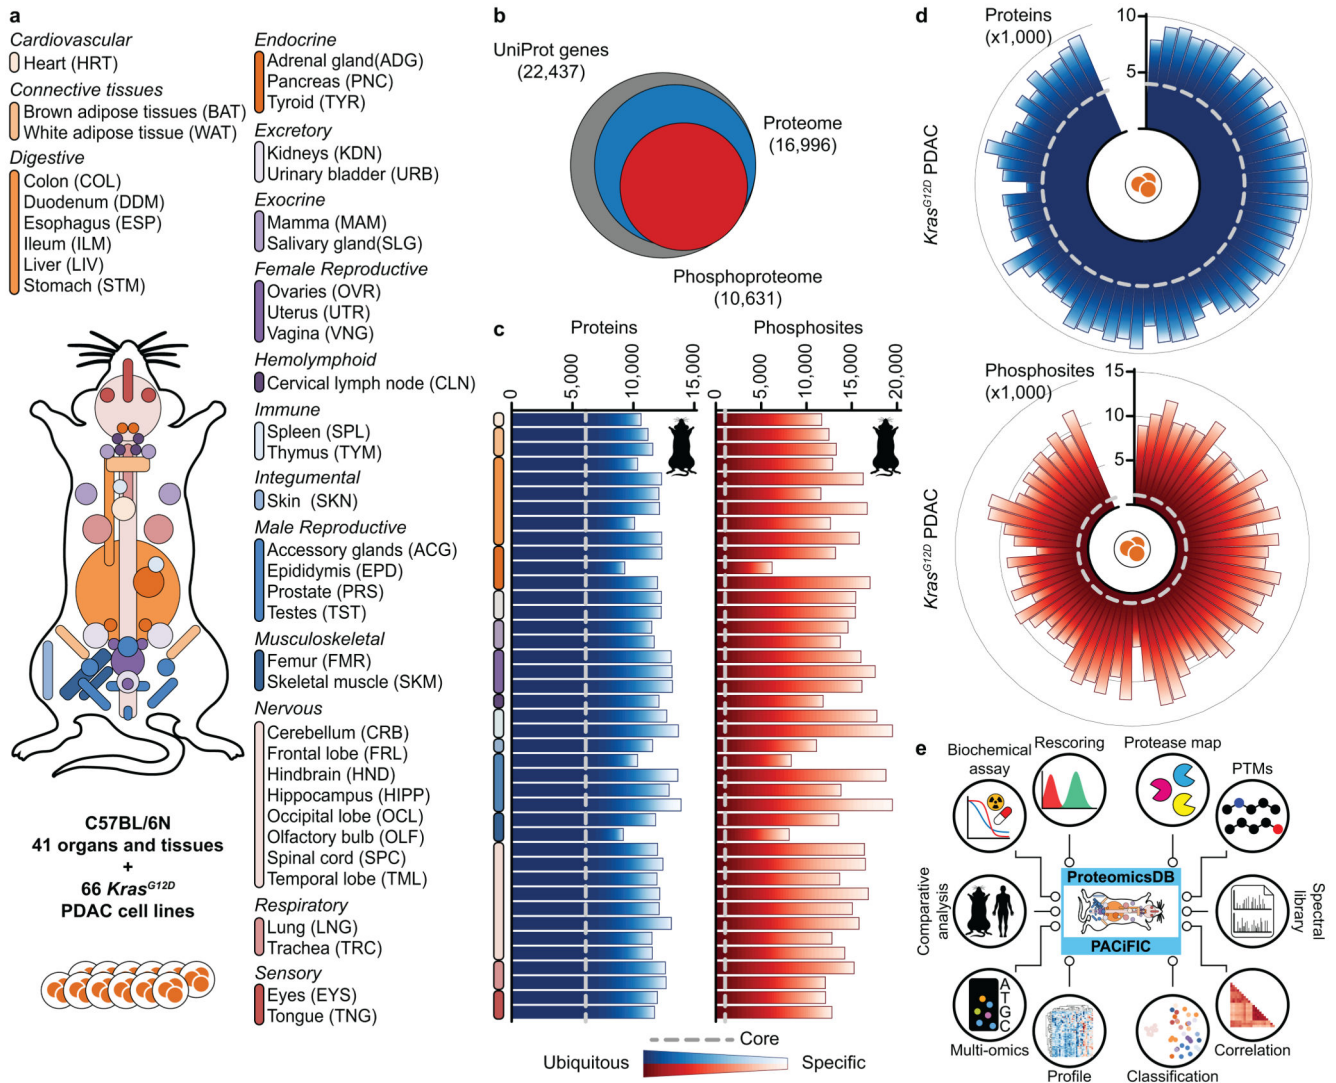 a
Cardiovascular
Heart (HRT)
Connective tissues
Brown adipose tissues (BAT)
White adipose tissue (WAT)
Digestive
Colon (COL)
Duodenum (DDM)
Esophagus (ESP)
Ileum (ILM)
Liver (LIV)
Stomach (STM)
Endocrine
Adrenal gland(ADG)
Pancreas (PNC)
Tyroid (TYR)
Excretory
Kidneys (KDN)
Urinary bladder (URB)
Exocrine
Mamma (MAM)
Salivary gland(SLG)
Female Reproductive
Ovaries (OVR)
Uterus (UTR)
Vagina (VNG)
Hemolymphoid
Cervical lymph node (CLN)
Immune
Spleen (SPL)
Thymus (TYM)
Integumental
Skin (SKN)
Male Reproductive
Accessory glands (ACG)
Epididymis (EPD)
Prostate (PRS)
Testes (TST)
Musculoskeletal
Femur (FMR)
Skeletal muscle (SKM)
Nervous
Cerebellum (CRB)
Frontal lobe (FRL)
Hindbrain (HND)
Hippocampus (HIPP)
Occipital lobe (OCL)
Olfactory bulb (OLF)
Spinal cord (SPC)
Temporal lobe (TML)
Respiratory
Lung (LNG)
Trachea (TRC)
Sensory
Eyes (EYS)
Tongue (TNG)
C57BL/6N
41 organs and tissues
+
66 Kras^G12D
PDAC cell lines
b
UniProt genes
(22,437)
Proteome
(16,996)
Phosphoproteome
(10,631)
c
Proteins
0
5,000
10,000
15,000
Phosphosites
0
5,000
10,000
15,000
20,000
Core
Ubiquitous
Specific
d
Proteins
(x1,000)
10
5
Kras^G12D PDAC
Phosphosites
(x1,000)
15
10
5
Kras^G12D PDAC
e
Biochemical
assay
Rescoring
Protease map
PTMs
Comparative
analysis
ProteomicsDB
PACiFIC
Spectral
library
A
T
G
C
Multi-omics
Profile
Classification
Correlation